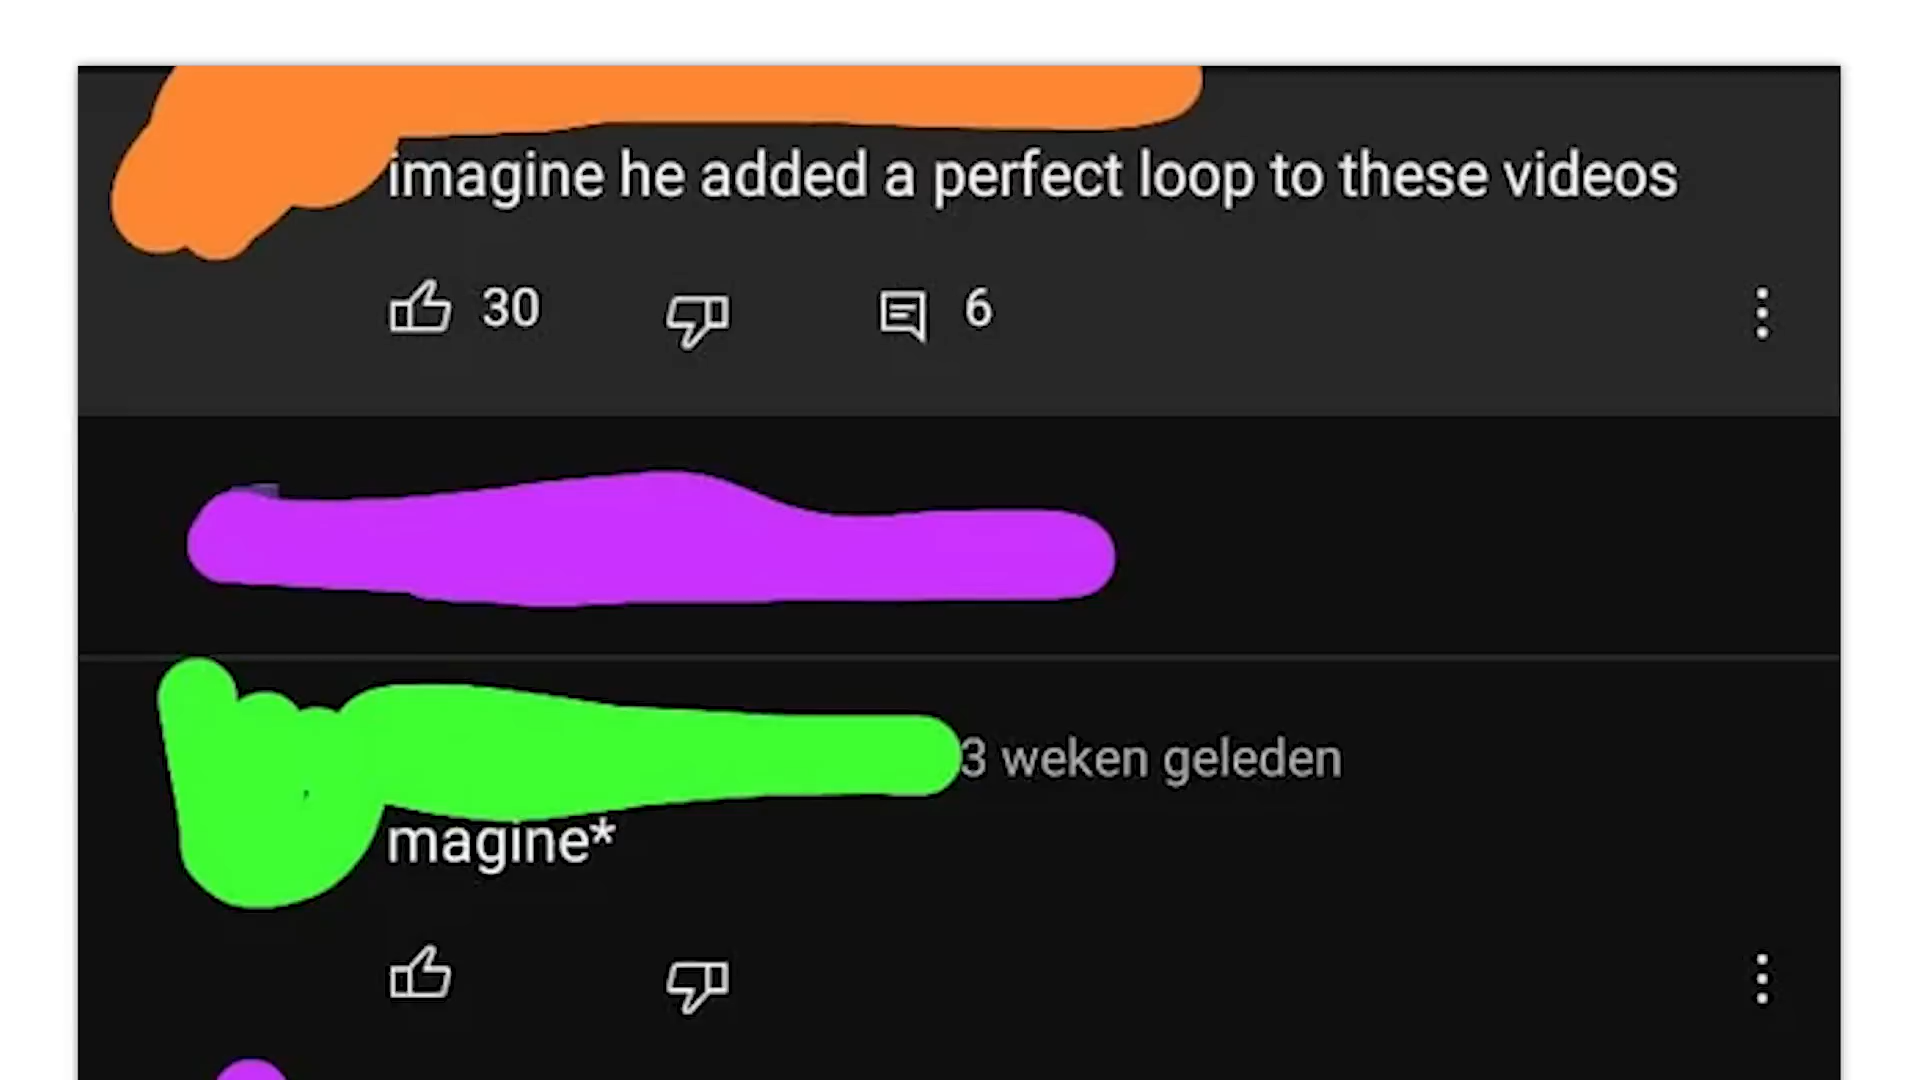 imagine he added a perfect loop to these videos
30 6
3 weken geleden
magine*